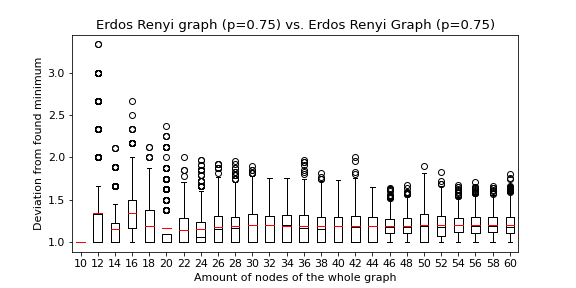 Erdos Renyi graph (p=0.75) vs. Erdos Renyi Graph (p=0.75)
Deviation from found minimum
3.0
2.5
2.0
1.5
1.0
10 12 14 16 18 20 22 24 26 28 30 32 34 36 38 40 42 44 46 48 50 52 54 56 58 60
Amount of nodes of the whole graph